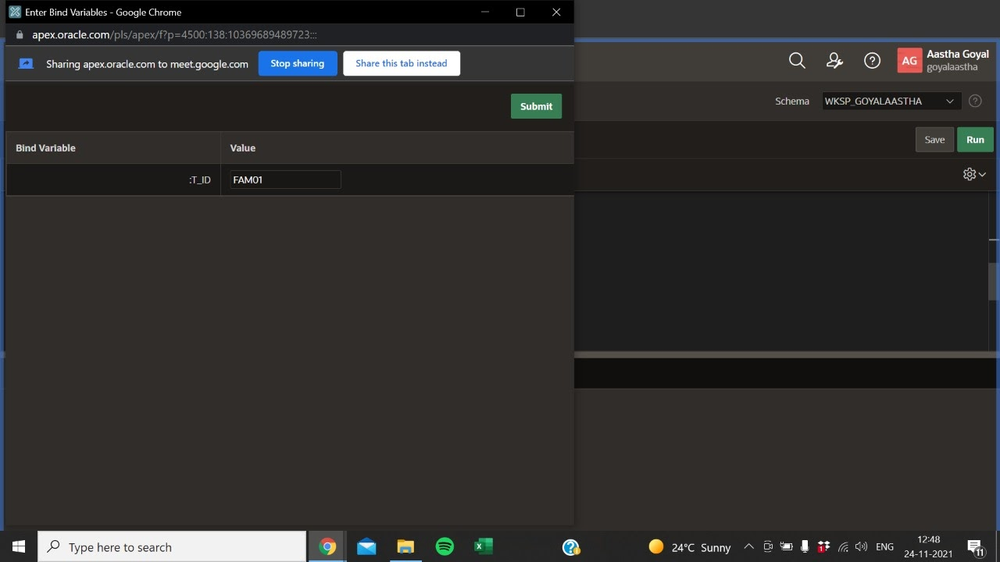 Enter Bind Variables - Google Chrome
apex.oracle.com/pls/apex/f?p=4500:138:10369689489723:::
Sharing apex.oracle.com to meet.google.com Stop sharing Share this tab instead
AG Aastha Goyal
goyalaastha
Submit
Schema WKSP_GOYALAASTHA
Save Run
Bind Variable Value
:T_ID FAM01
Type here to search
24°C Sunny
ENG
12:48
24-11-2021
11
1